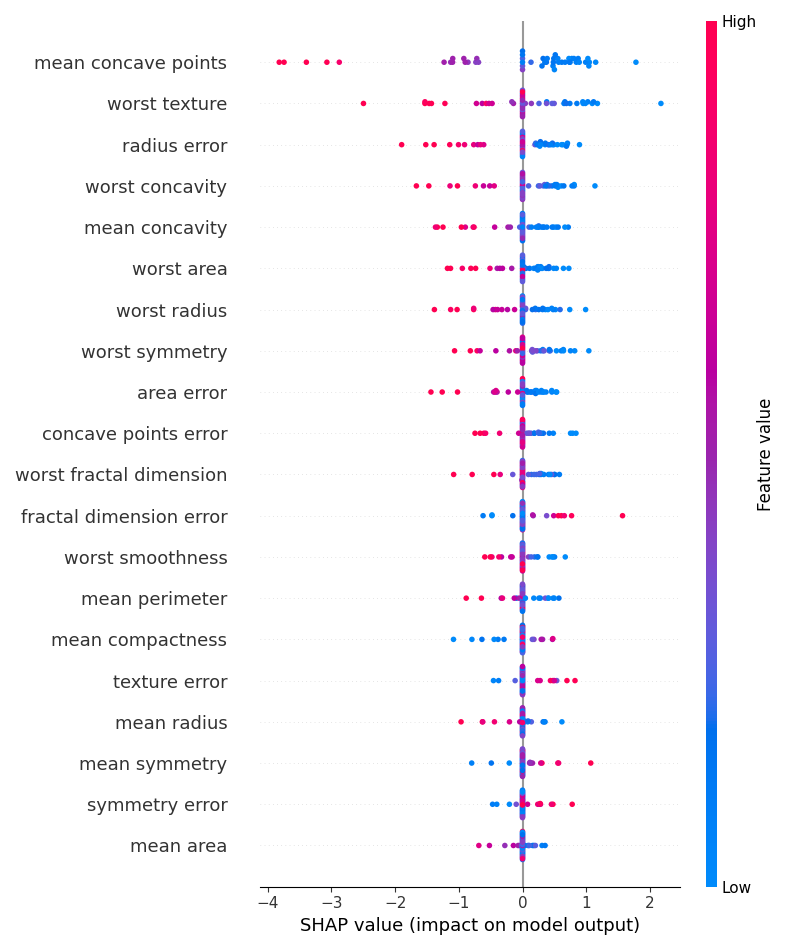 High
mean concave points
worst texture
radius error
worst concavity
mean concavity
worst area
worst radius
worst symmetry
area error
concave points error
worst fractal dimension
fractal dimension error
worst smoothness
mean perimeter
mean compactness
texture error
mean radius
mean symmetry
symmetry error
mean area
Feature value
Low
−4 −3 −2 −1 0 1 2
SHAP value (impact on model output)